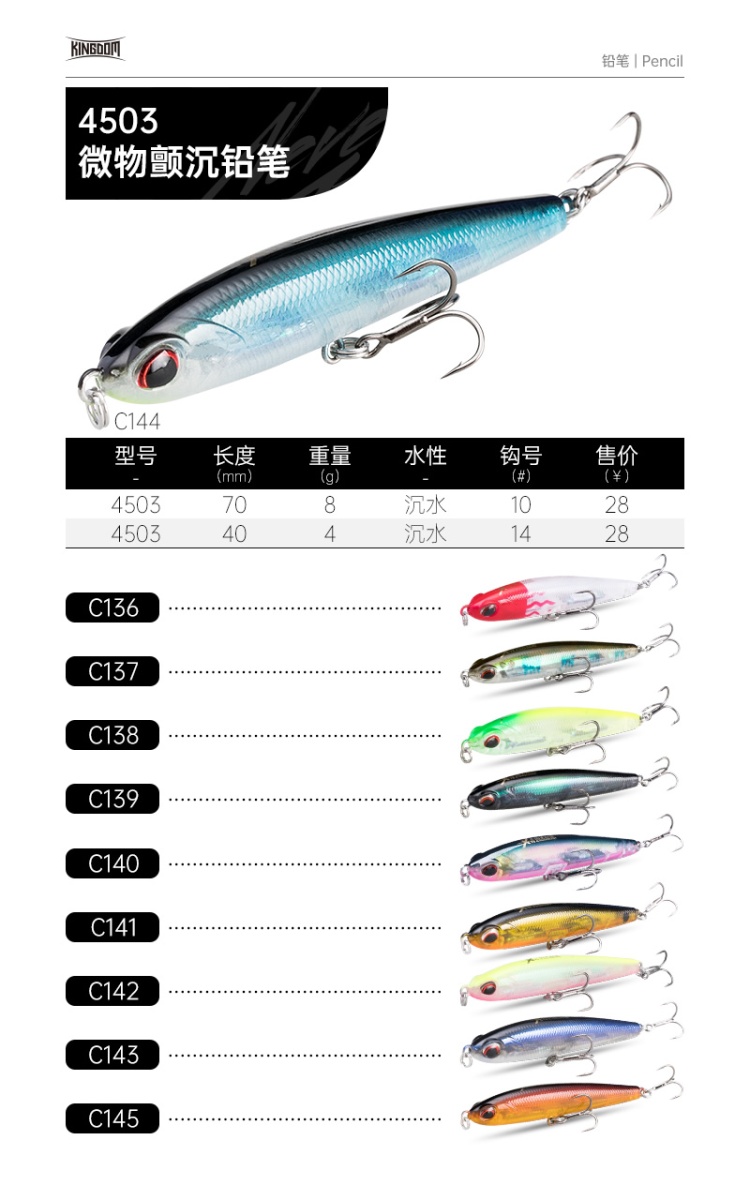 KINGDOM
铅笔 | Pencil
4503
微物颤沉铅笔
C144
型号 长度 重量 水性 钩号 售价
- (mm) (g) - (#) (￥)
4503 70 8 沉水 10 28
4503 40 4 沉水 14 28
C136
C137
C138
C139
C140
C141
C142
C143
C145